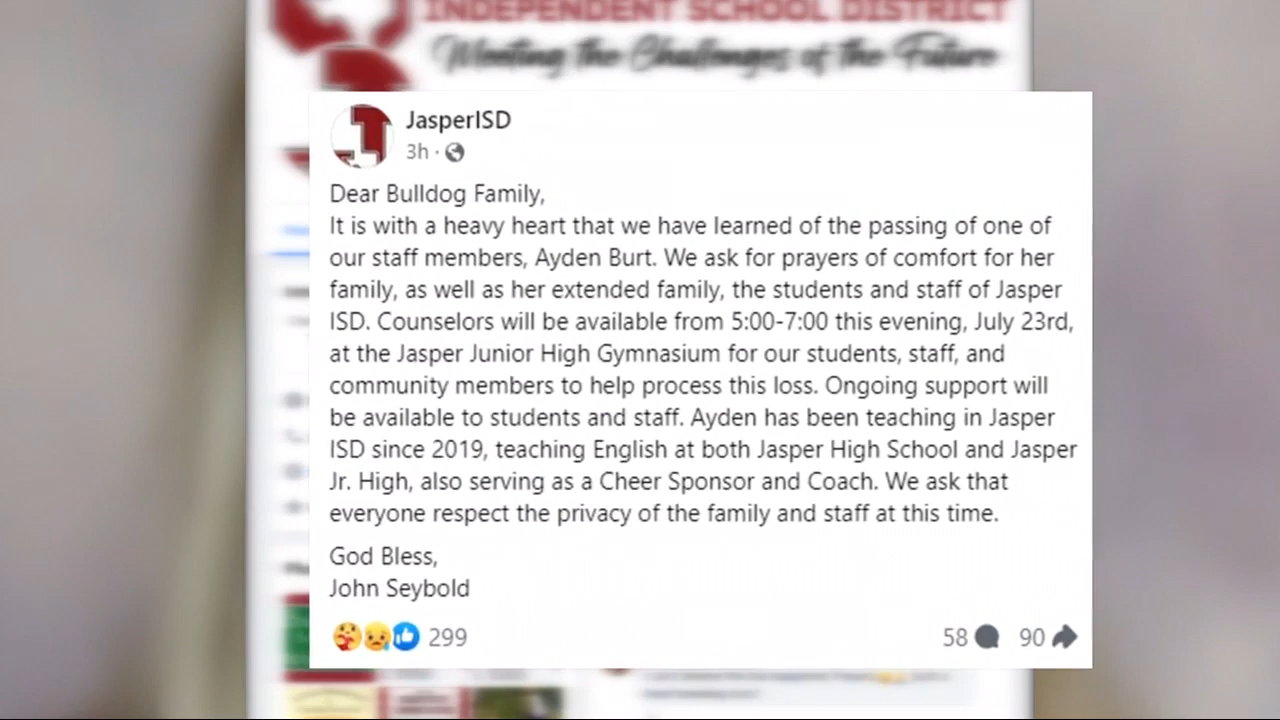 INDEPENDENT SCHOOL DISTRICT
Meeting the Challenges of the Future
JasperISD
3h ·
Dear Bulldog Family,
It is with a heavy heart that we have learned of the passing of one of
our staff members, Ayden Burt. We ask for prayers of comfort for her
family, as well as her extended family, the students and staff of Jasper
ISD. Counselors will be available from 5:00-7:00 this evening, July 23rd,
at the Jasper Junior High Gymnasium for our students, staff, and
community members to help process this loss. Ongoing support will
be available to students and staff. Ayden has been teaching in Jasper
ISD since 2019, teaching English at both Jasper High School and Jasper
Jr. High, also serving as a Cheer Sponsor and Coach. We ask that
everyone respect the privacy of the family and staff at this time.
God Bless,
John Seybold
299 58 90